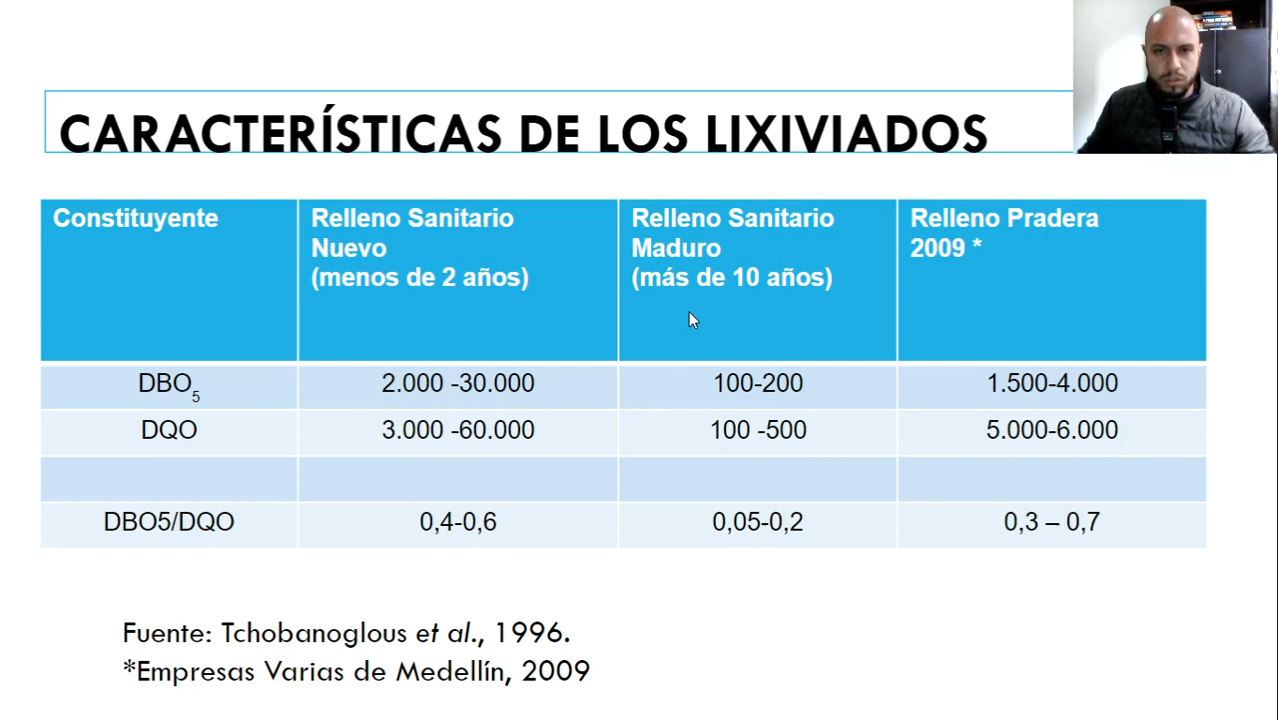 CARACTERÍSTICAS DE LOS LIXIVIADOS
Constituyente
Relleno Sanitario
Nuevo
(menos de 2 años)
Relleno Sanitario
Maduro
(más de 10 años)
Relleno Pradera
2009 *
DBO5 2.000 -30.000 100-200 1.500-4.000
DQO 3.000 -60.000 100 -500 5.000-6.000
DBO5/DQO 0,4-0,6 0,05-0,2 0,3 – 0,7
Fuente: Tchobanoglous et al., 1996.
*Empresas Varias de Medellín, 2009